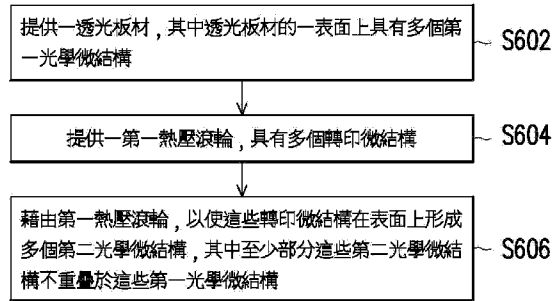 提供一透光板材，其中透光板材的一表面上具有多個第
一光學微結構
S602
提供一第一熱壓滾輪，具有多個轉印微結構
S604
藉由第一熱壓滾輪，以使這些轉印微結構在表面上形成
多個第二光學微結構，其中至少部分這些第二光學微結
構不重疊於這些第一光學微結構
S606